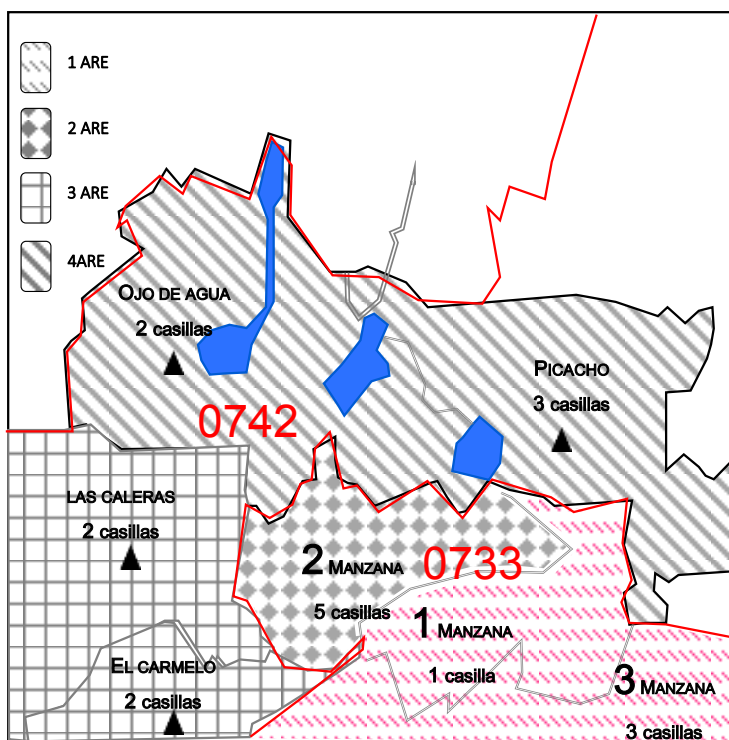 1 ARE
2 ARE
3 ARE
4ARE
OJO DE AGUA
2 casillas
PICACHO
3 casillas
0742
LAS CALERAS
2 casillas
2 MANZANA
0733
5 casillas
1 MANZANA
1 casilla
EL CARMELO
2 casillas
3 MANZANA
3 casillas